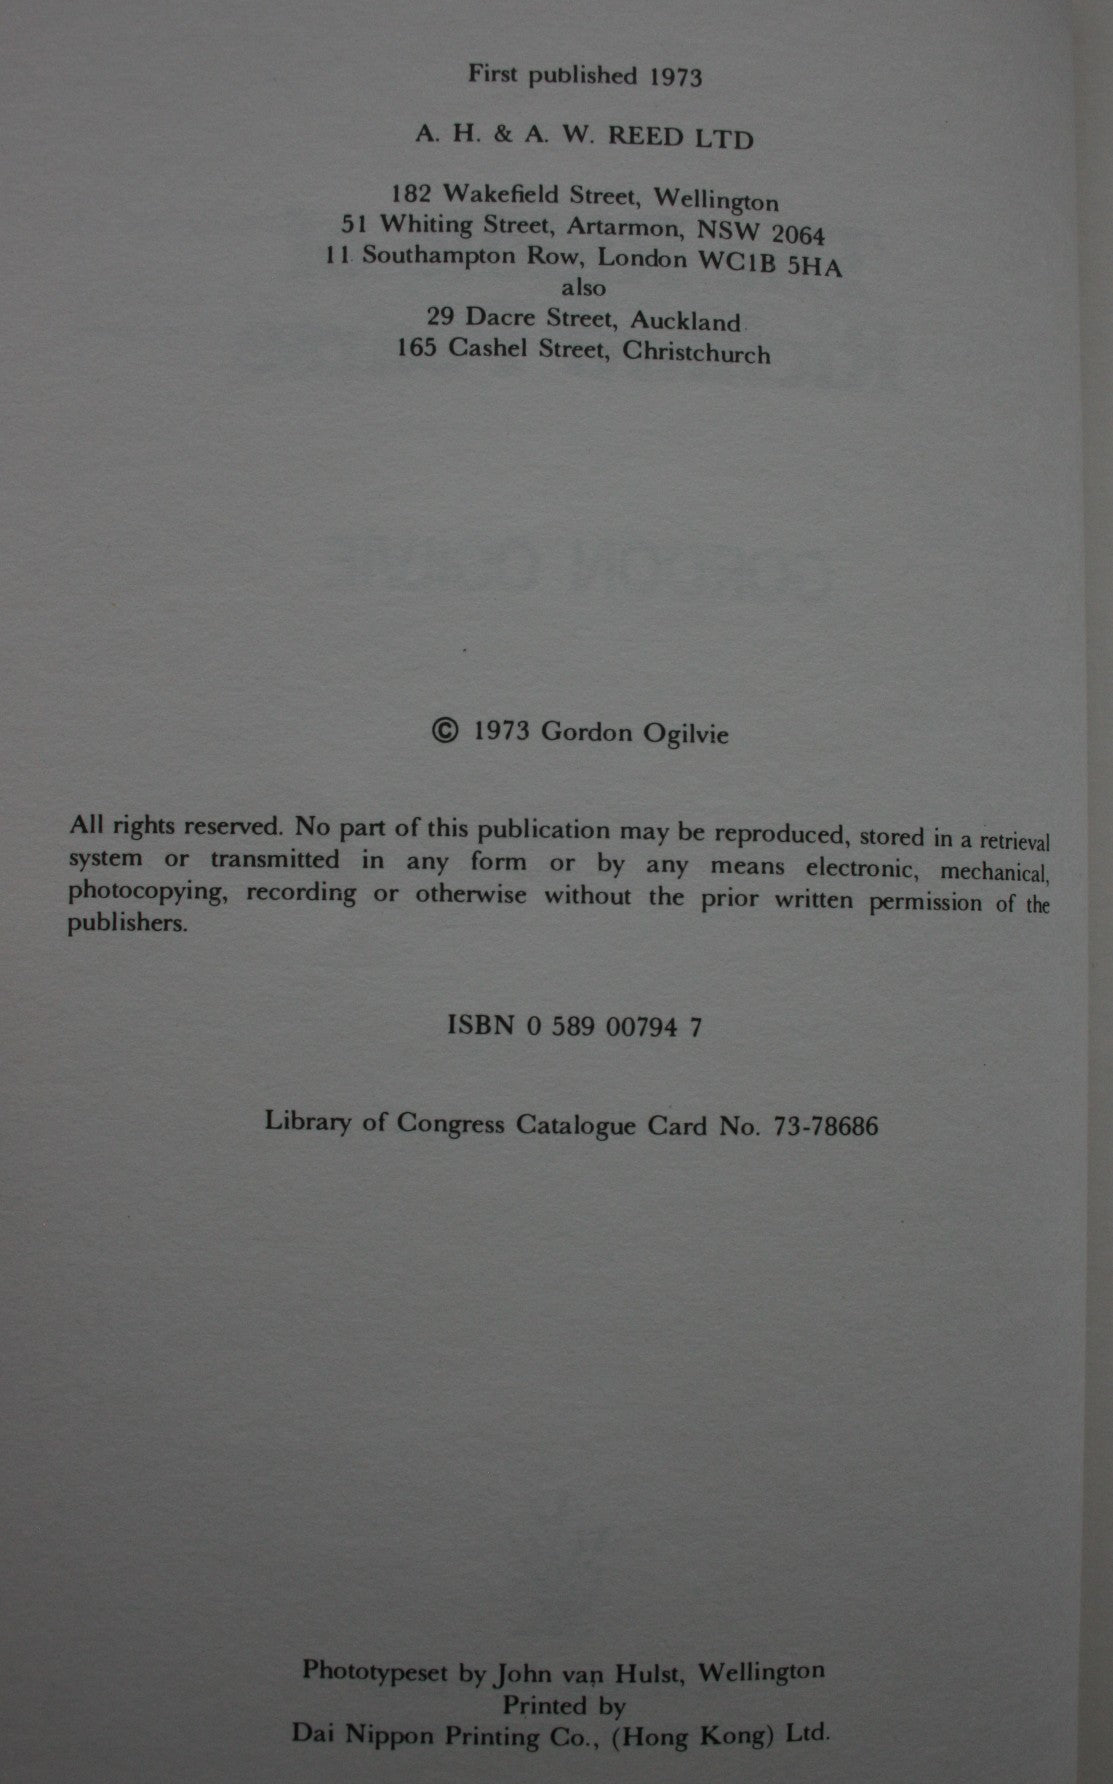 First published 1973
A. H. & A. W. REED LTD
182 Wakefield Street, Wellington
51 Whiting Street, Artarmon, NSW 2064
11 Southampton Row, London WC1B 5HA
also
29 Dacre Street, Auckland
165 Cashel Street, Christchurch
© 1973 Gordon Ogilvie
All rights reserved. No part of this publication may be reproduced, stored in a retrieval
system or transmitted in any form or by any means electronic, mechanical,
photocopying, recording or otherwise without the prior written permission of the
publishers.
ISBN 0 589 00794 7
Library of Congress Catalogue Card No. 73-78686
Phototypeset by John van Hulst, Wellington
Printed by
Dai Nippon Printing Co., (Hong Kong) Ltd.